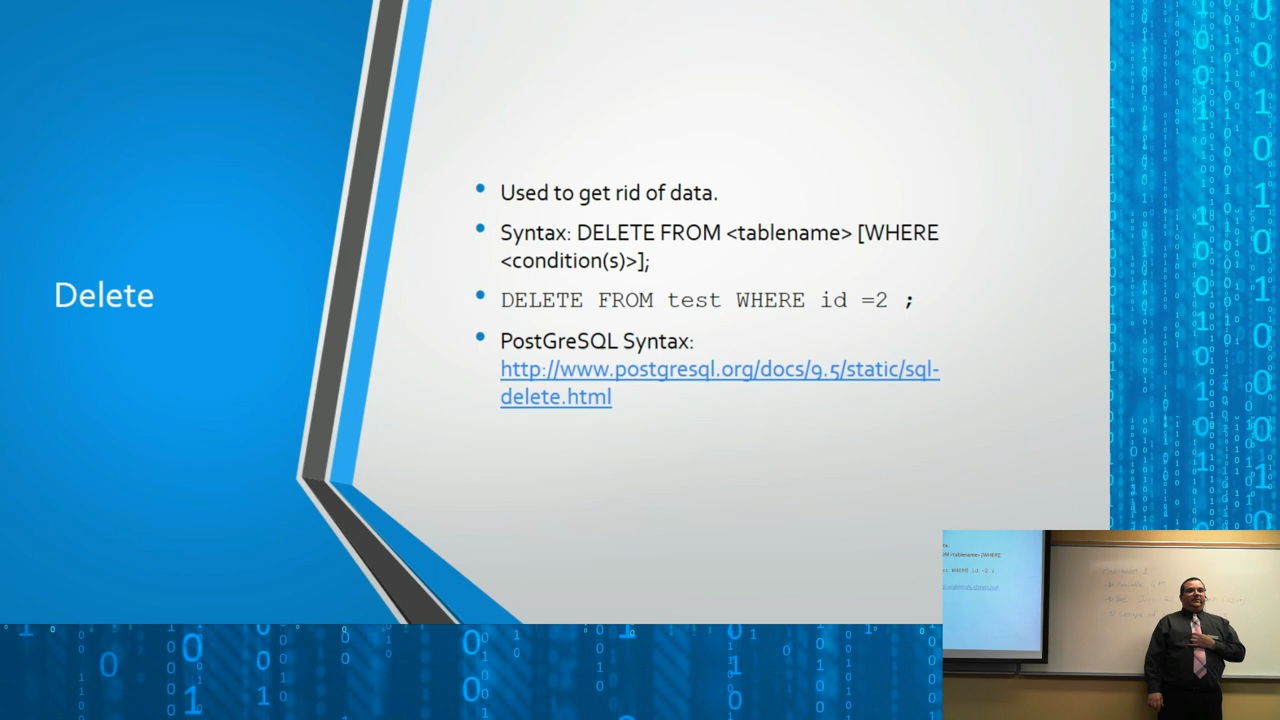 Delete
Used to get rid of data.
Syntax: DELETE FROM <tablename> [WHERE
<condition(s)>];
DELETE FROM test WHERE id =2 ;
PostGreSQL Syntax:
http://www.postgresql.org/docs/9.5/static/sql-
delete.html